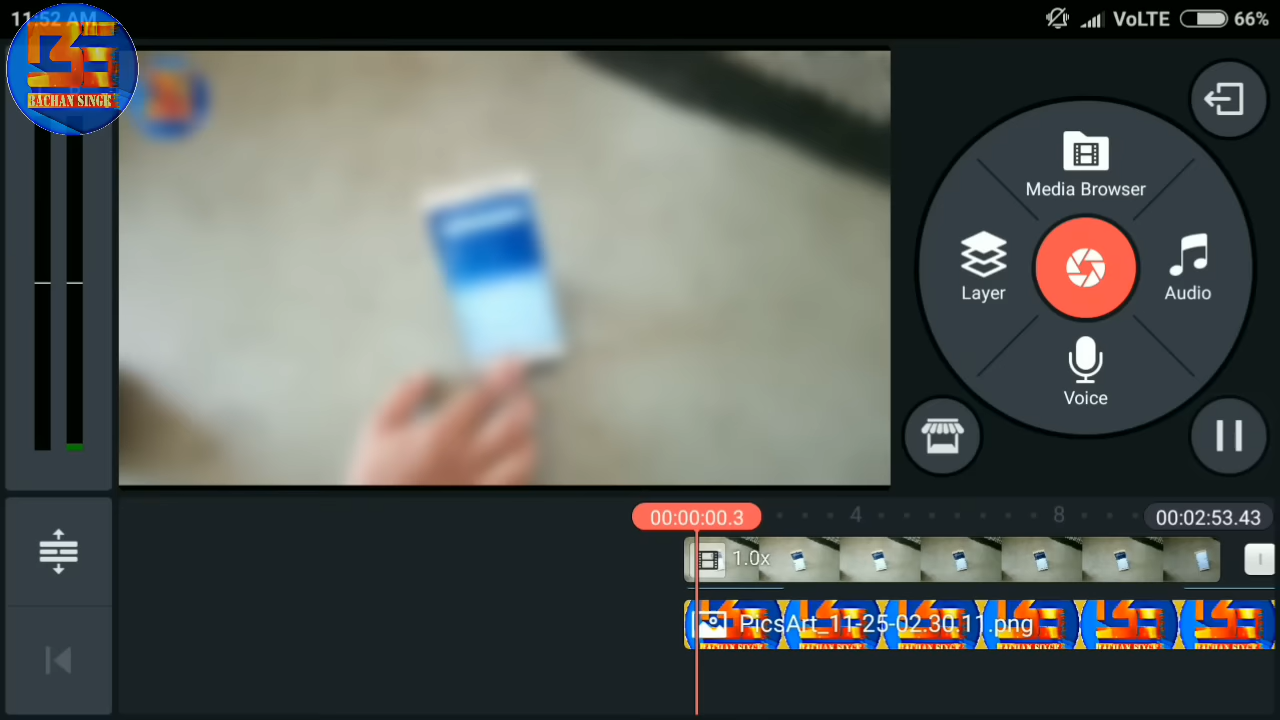 11:52 AM
VoLTE
66%
BACHAN SINGH
Media Browser
Layer
Audio
Voice
00:00:00.3
4
8
00:02:53.43
1.0x
PicsArt_11-25-02.30.11.png